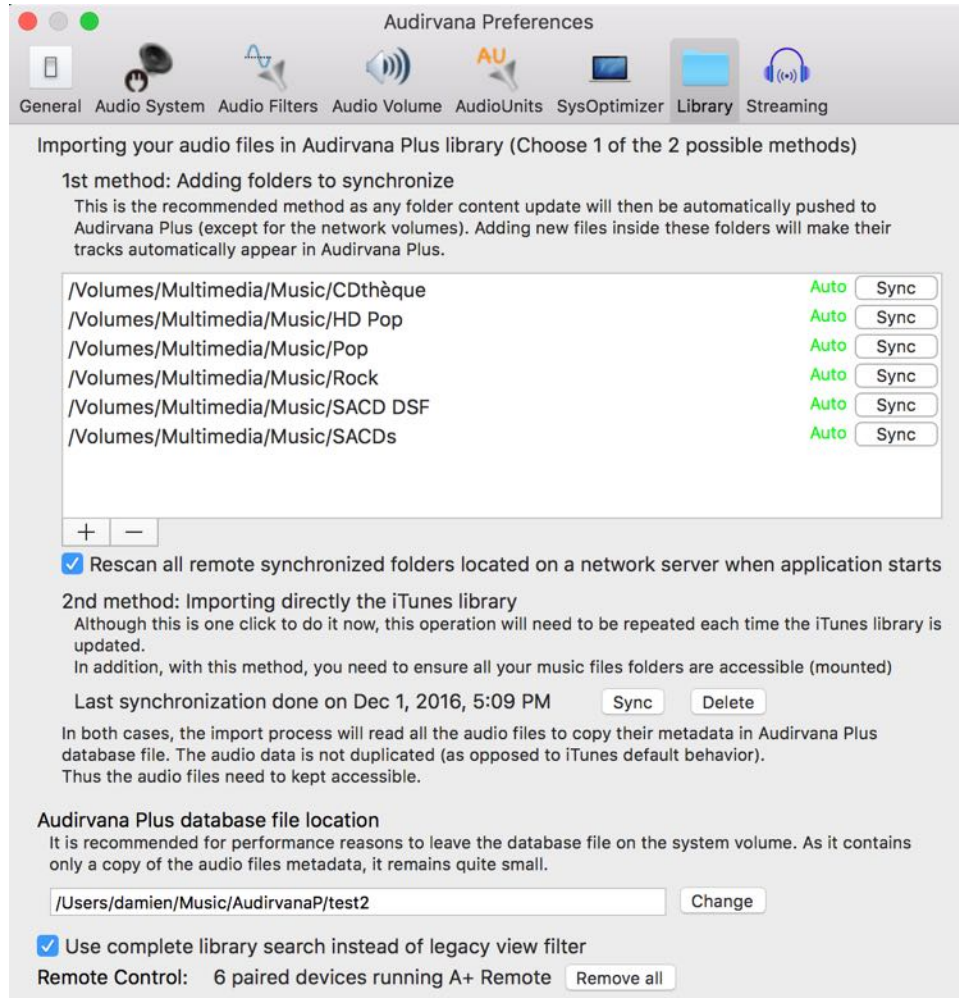 Audirvana Preferences
AU
General Audio System Audio Filters Audio Volume AudioUnits SysOptimizer Library Streaming
Importing your audio files in Audirvana Plus library (Choose 1 of the 2 possible methods)
1st method: Adding folders to synchronize
This is the recommended method as any folder content update will then be automatically pushed to
Audirvana Plus (except for the network volumes). Adding new files inside these folders will make their
tracks automatically appear in Audirvana Plus.
/Volumes/Multimedia/Music/CDthèque Auto Sync
/Volumes/Multimedia/Music/HD Pop Auto Sync
/Volumes/Multimedia/Music/Pop Auto Sync
/Volumes/Multimedia/Music/Rock Auto Sync
/Volumes/Multimedia/Music/SACD DSF Auto Sync
/Volumes/Multimedia/Music/SACDs Auto Sync
+ −
Rescan all remote synchronized folders located on a network server when application starts
2nd method: Importing directly the iTunes library
Although this is one click to do it now, this operation will need to be repeated each time the iTunes library is
updated.
In addition, with this method, you need to ensure all your music files folders are accessible (mounted)
Last synchronization done on Dec 1, 2016, 5:09 PM Sync Delete
In both cases, the import process will read all the audio files to copy their metadata in Audirvana Plus
database file. The audio data is not duplicated (as opposed to iTunes default behavior).
Thus the audio files need to kept accessible.
Audirvana Plus database file location
It is recommended for performance reasons to leave the database file on the system volume. As it contains
only a copy of the audio files metadata, it remains quite small.
/Users/damien/Music/AudirvanaP/test2 Change
Use complete library search instead of legacy view filter
Remote Control: 6 paired devices running A+ Remote Remove all